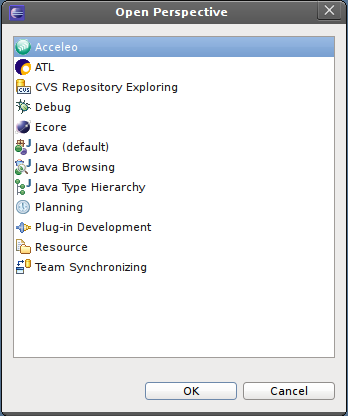 Open Perspective
Acceleo
ATL
CVS Repository Exploring
Debug
Ecore
Java (default)
Java Browsing
Java Type Hierarchy
Planning
Plug-in Development
Resource
Team Synchronizing
OK
Cancel